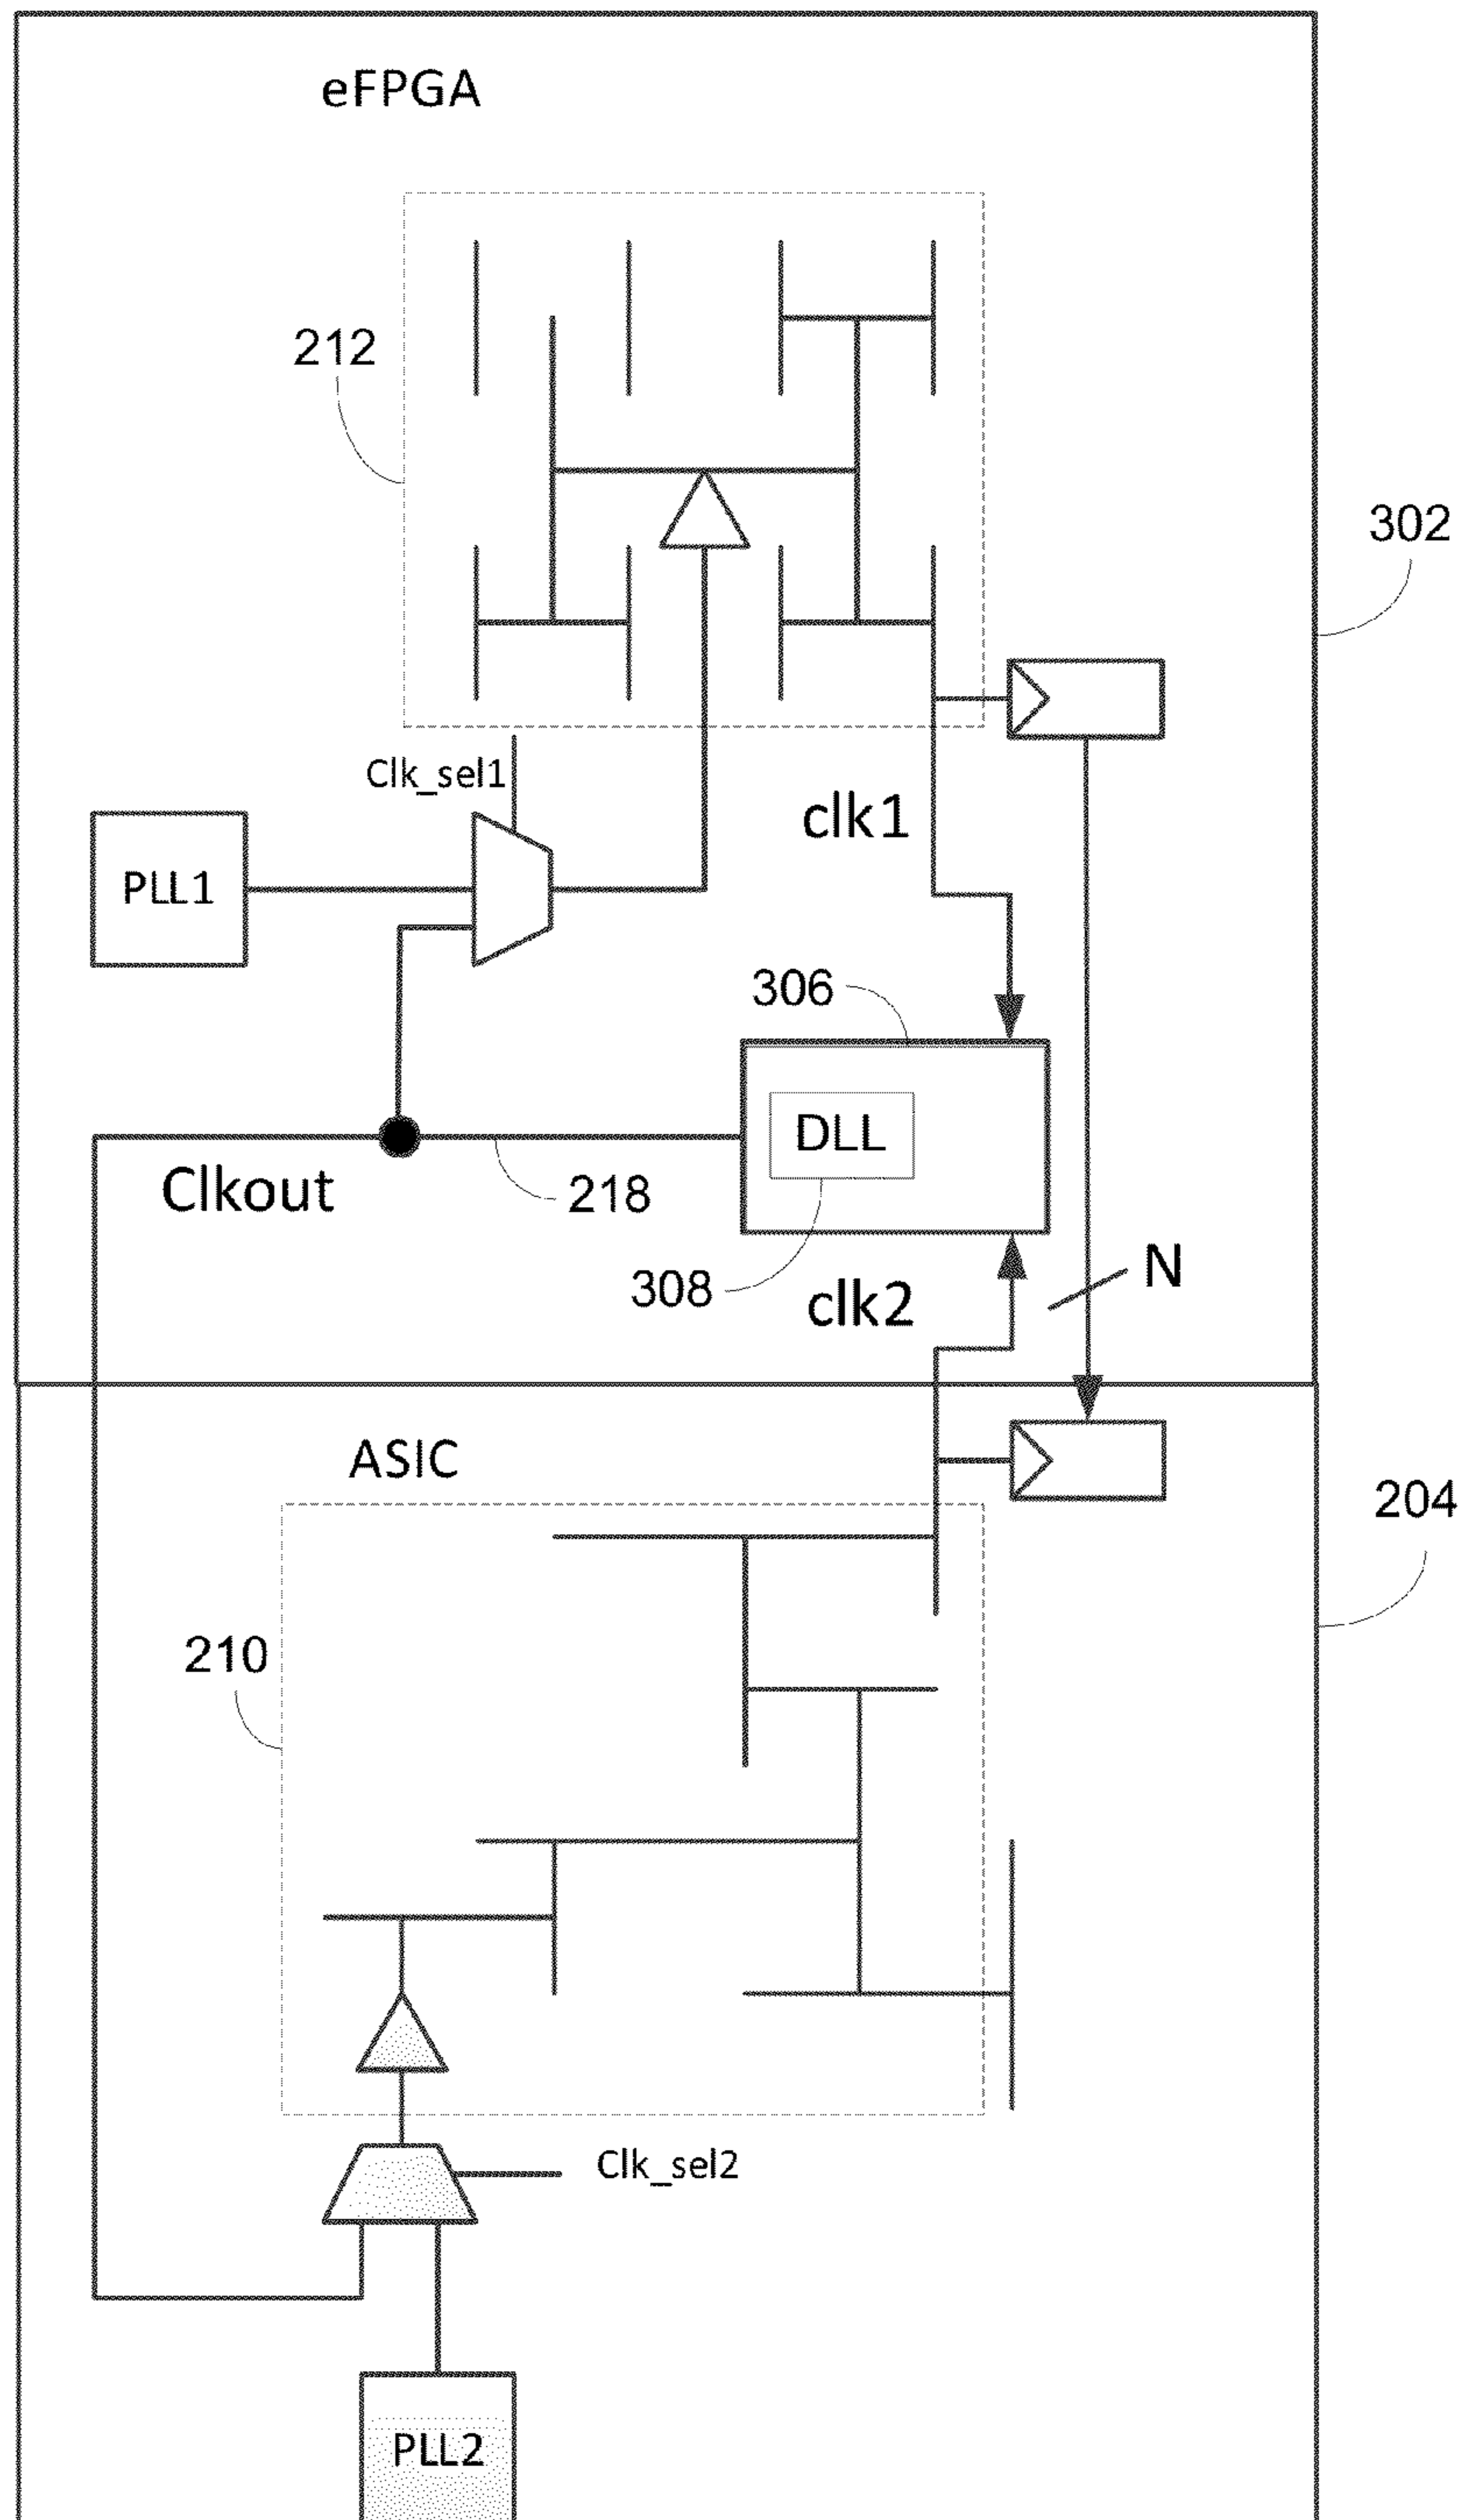 eFPGA
212
302
Clk_sel1
clk1
PLL1
306
DLL
Clkout
218
308
clk2
N
ASIC
204
210
Clk_sel2
PLL2